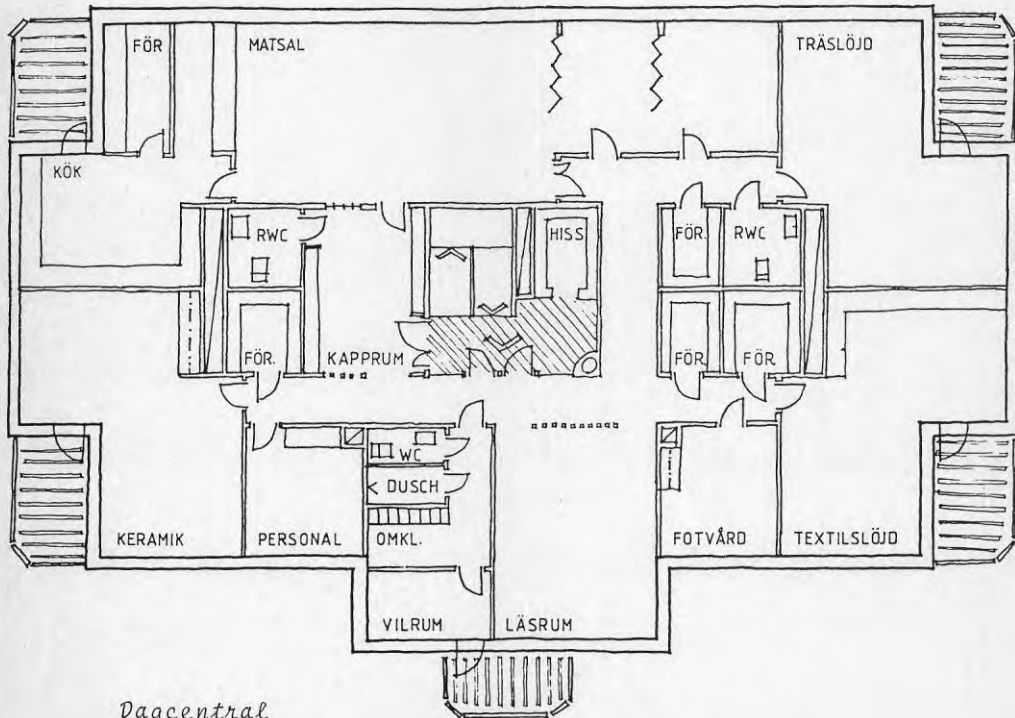 FÖR
MATSAL
TRÄSLÖJD
KÖK
RWC
HISS
FÖR.
RWC
FÖR.
KAPPRUM
FÖR.
FÖR.
WC
DUSCH
KERAMIK
PERSONAL
OMKL.
FOTVÅRD
TEXTILSLÖJD
VILRUM
LÄSRUM
Dagcentral